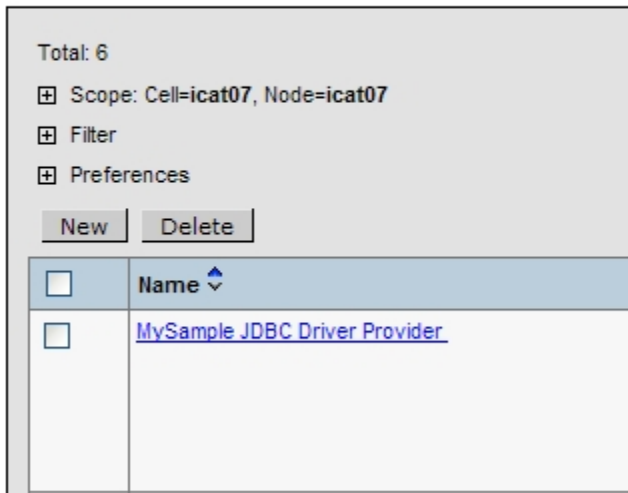 Total: 6
Scope: Cell=icat07, Node=icat07
Filter
Preferences
New Delete
Name
MySample JDBC Driver Provider